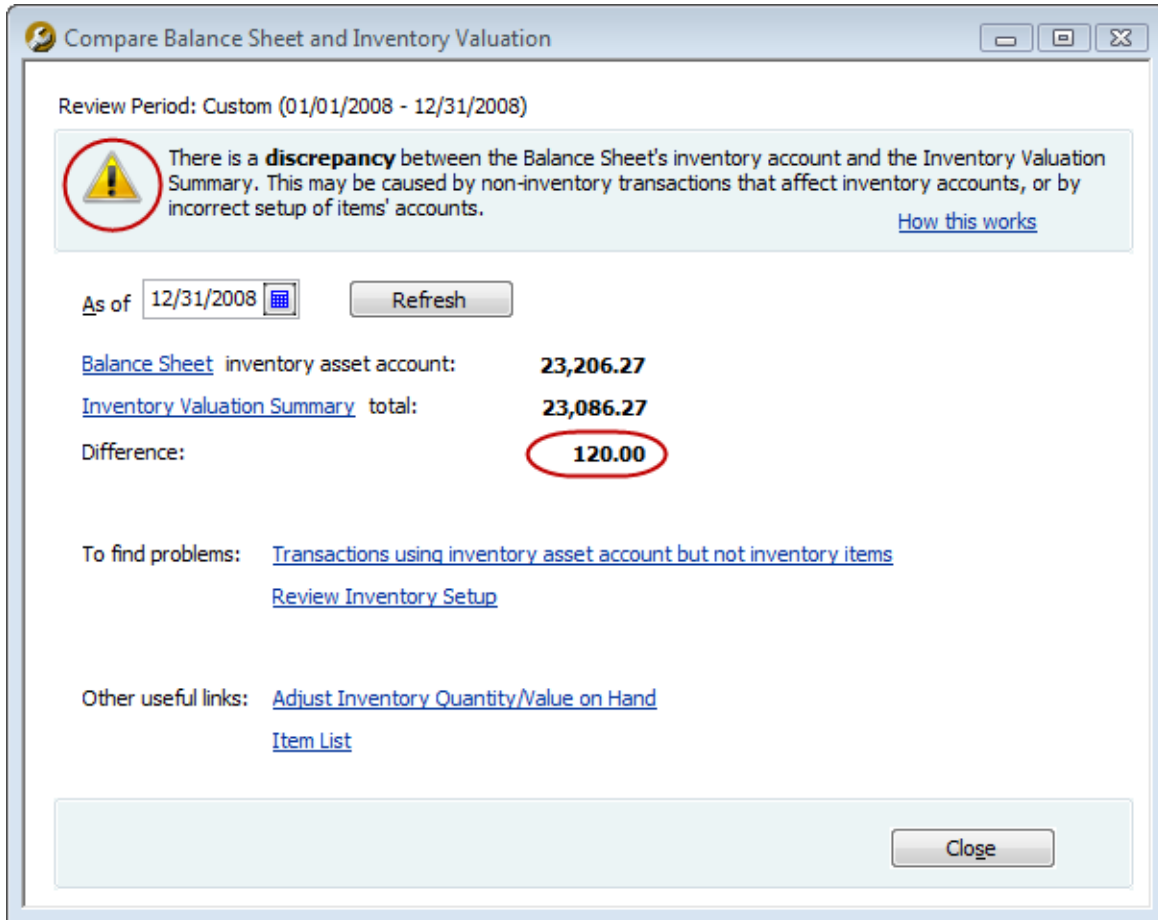 Compare Balance Sheet and Inventory Valuation
Review Period: Custom (01/01/2008 - 12/31/2008)
There is a discrepancy between the Balance Sheet's inventory account and the Inventory Valuation
Summary. This may be caused by non-inventory transactions that affect inventory accounts, or by
incorrect setup of items' accounts.
How this works
As of 12/31/2008 Refresh
Balance Sheet inventory asset account: 23,206.27
Inventory Valuation Summary total: 23,086.27
Difference: 120.00
To find problems: Transactions using inventory asset account but not inventory items
Review Inventory Setup
Other useful links: Adjust Inventory Quantity/Value on Hand
Item List
Close